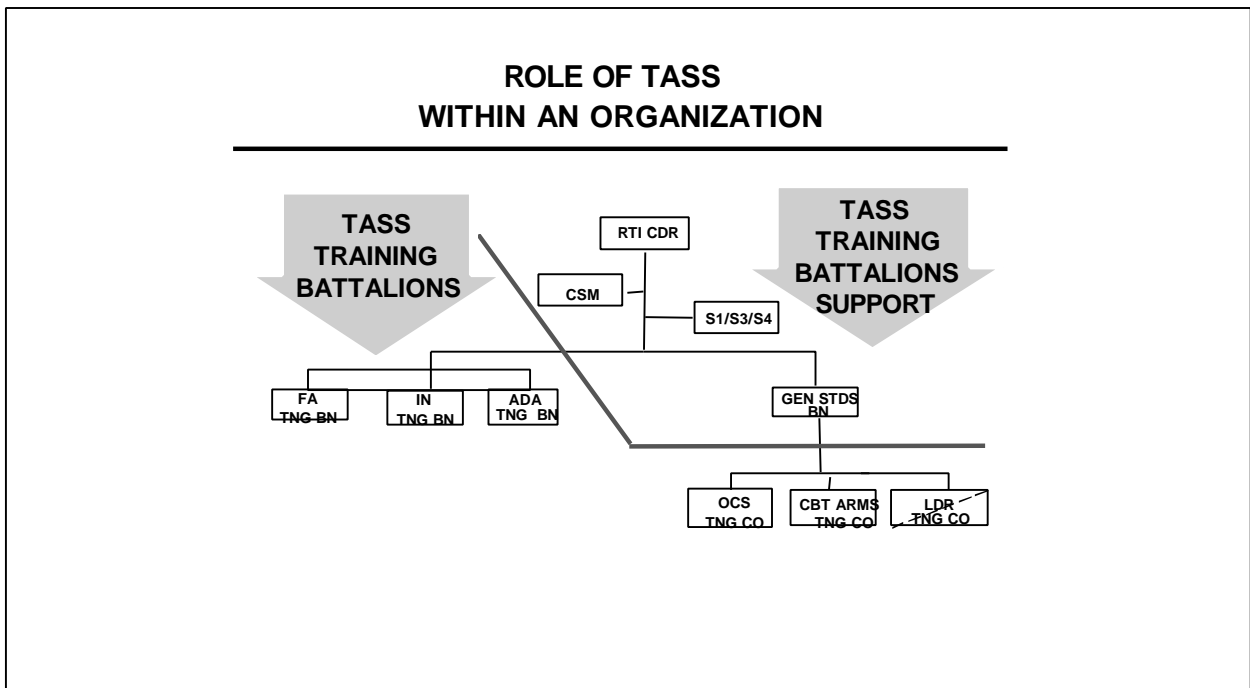 ROLE OF TASS
WITHIN AN ORGANIZATION
TASS
TRAINING
BATTALIONS
RTI CDR
CSM
S1/S3/S4
TASS
TRAINING
BATTALIONS
SUPPORT
FA
TNG BN
IN
TNG BN
ADA
TNG BN
GEN STDS
BN
OCS
TNG CO
CBT ARMS
TNG CO
LDR
TNG CO